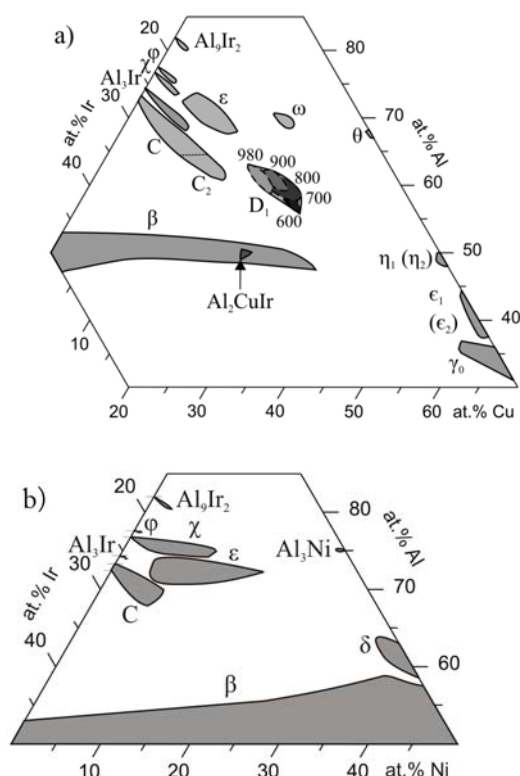 a)
20
Al₉Ir₂
80
χφ
Al₃Ir
30
ε
ω
70
θ
at.% Ir
at.% Al
40
C
C₂
980
900
800
700
600
D₁
60
β
η₁ (η₂)
50
Al₂CuIr
ϵ₁
(ϵ₂)
40
10
γ₀
20
30
40
50
60
at.% Cu
b)
20
Al₉Ir₂
80
φ
χ
Al₃Ir
30
ε
Al₃Ni
at.% Al
70
at.% Ir
C
40
δ
60
β
10
20
30
40
at.% Ni